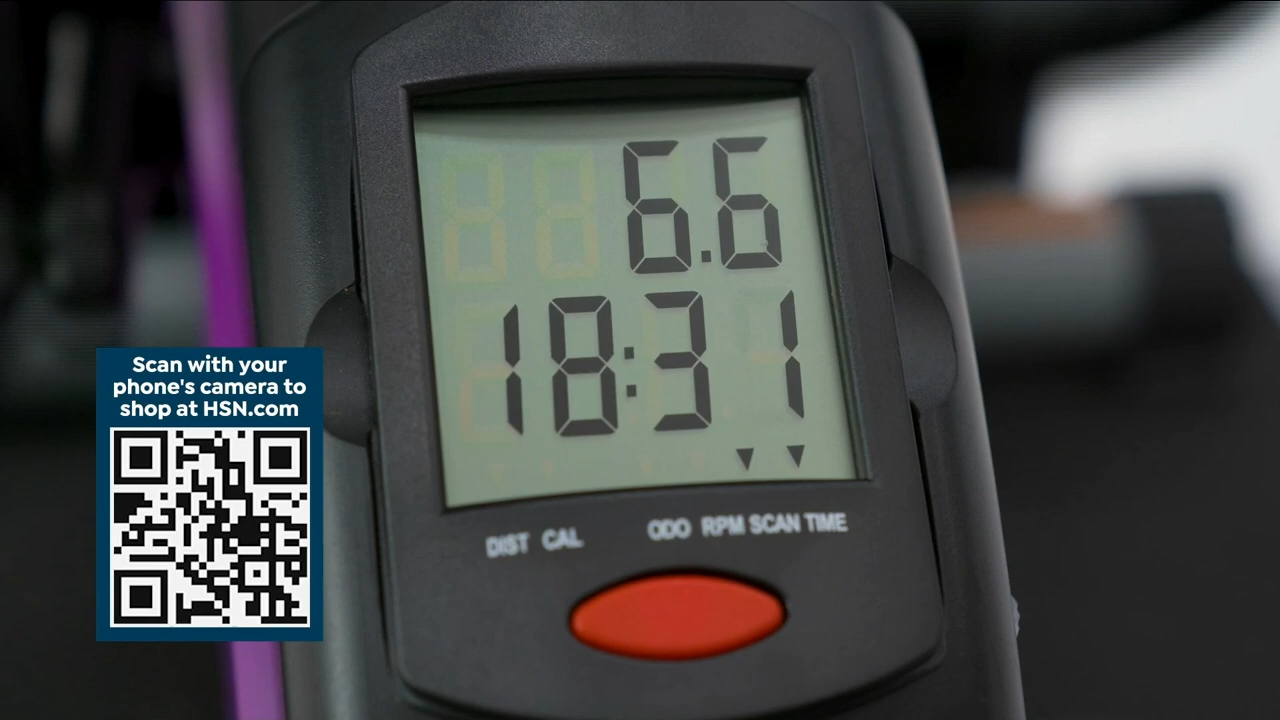 6.6
18:31
DIST CAL ODO RPM SCAN TIME
Scan with your
phone's camera to
shop at HSN.com